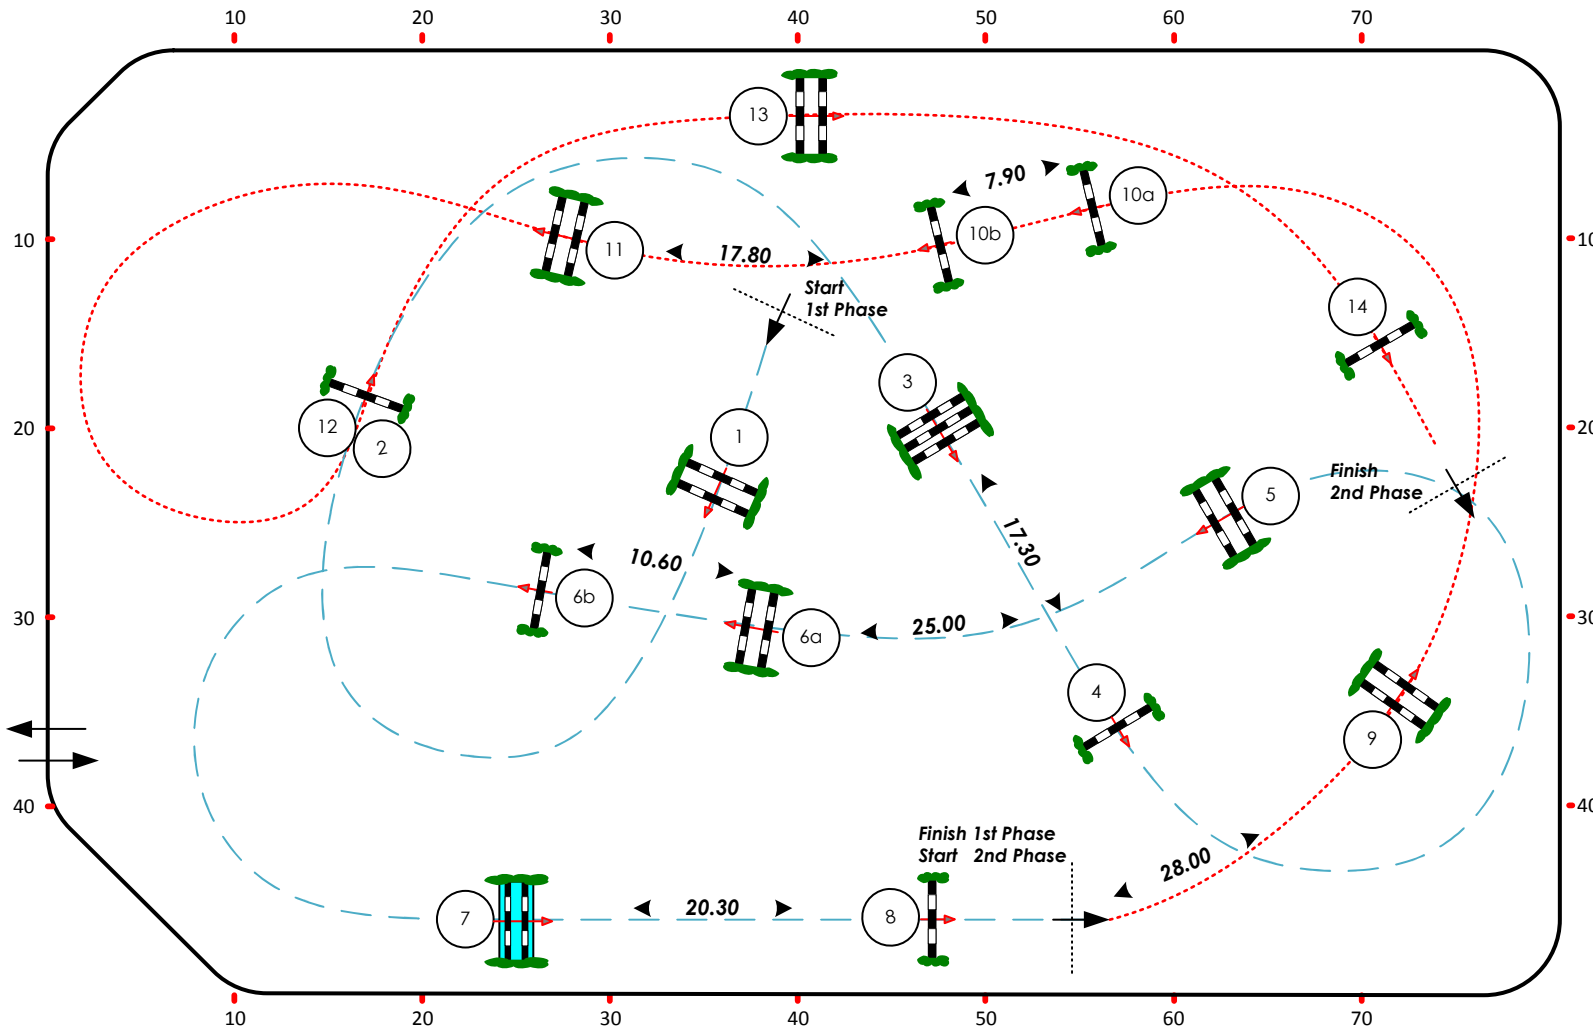 10 20 30 40 50 60 70
13
7.90
10a
10 10
10b
11
17.80
Start
1st Phase
14
3
12
2
20 20
1
Finish
2nd Phase
5
17.30
10.60
6b
6a
25.00
30 30
4
9
40 40
Finish 1st Phase
Start 2nd Phase
28.00
7
20.30
8
10 20 30 40 50 60 70